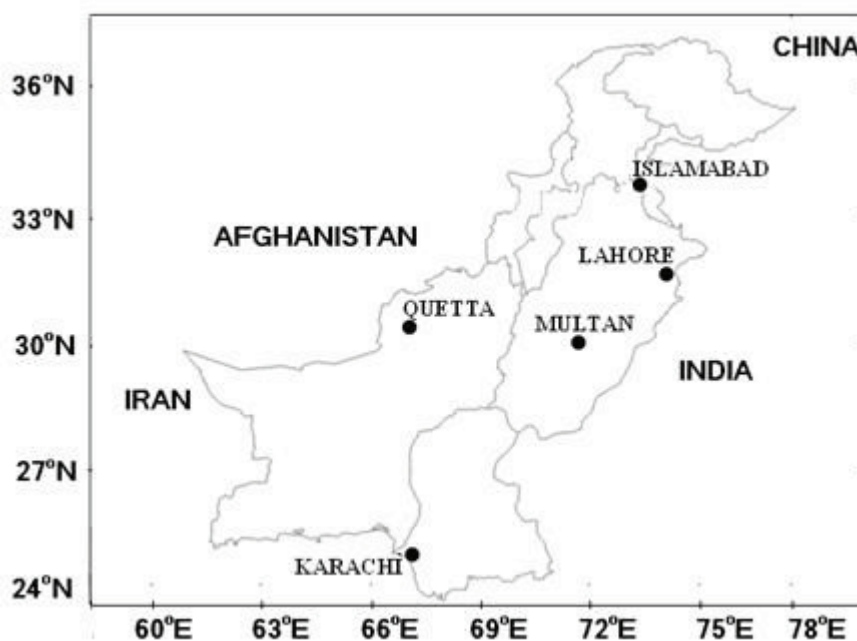 CHINA
36°N
ISLAMABAD
33°N
AFGHANISTAN
LAHORE
QUETTA
MULTAN
30°N
INDIA
IRAN
27°N
KARACHI
24°N
60°E 63°E 66°E 69°E 72°E 75°E 78°E